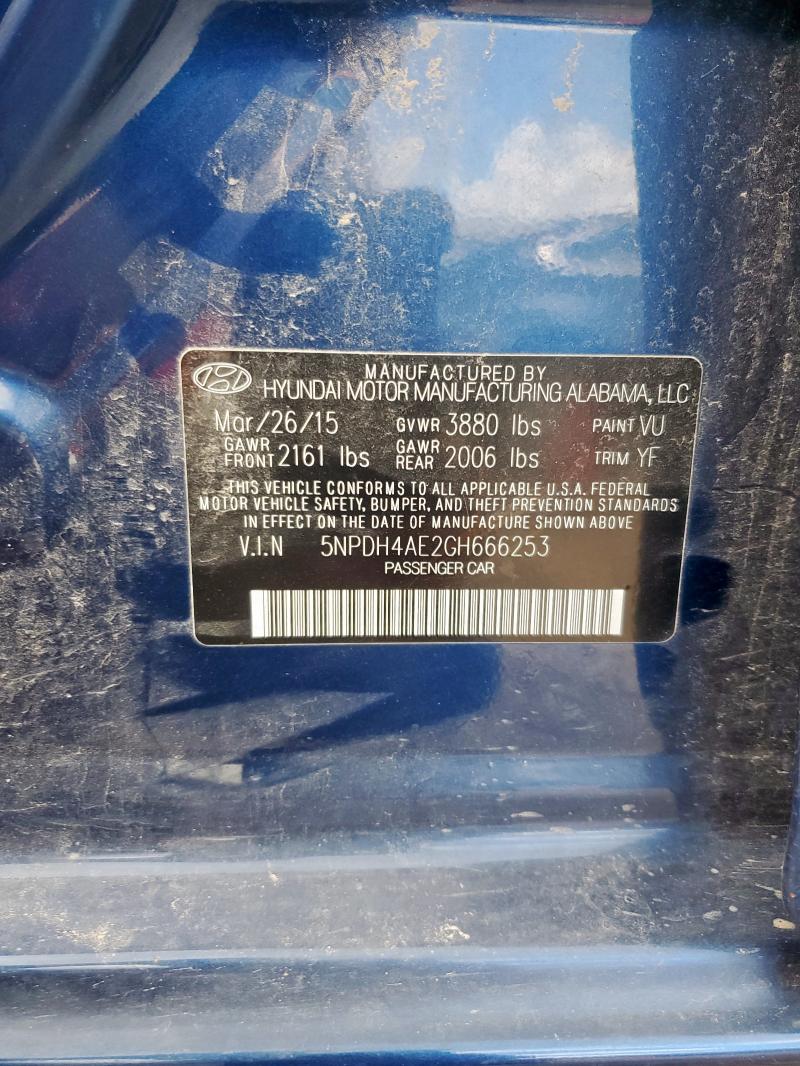 MANUFACTURED BY
HYUNDAI MOTOR MANUFACTURING ALABAMA, LLC
Mar/26/15 GVWR 3880 lbs PAINT VU
GAWR FRONT 2161 lbs GAWR REAR 2006 lbs TRIM YF
THIS VEHICLE CONFORMS TO ALL APPLICABLE U.S.A. FEDERAL
MOTOR VEHICLE SAFETY, BUMPER, AND THEFT PREVENTION STANDARDS
IN EFFECT ON THE DATE OF MANUFACTURE SHOWN ABOVE
V.I.N 5NPDH4AE2GH666253
PASSENGER CAR